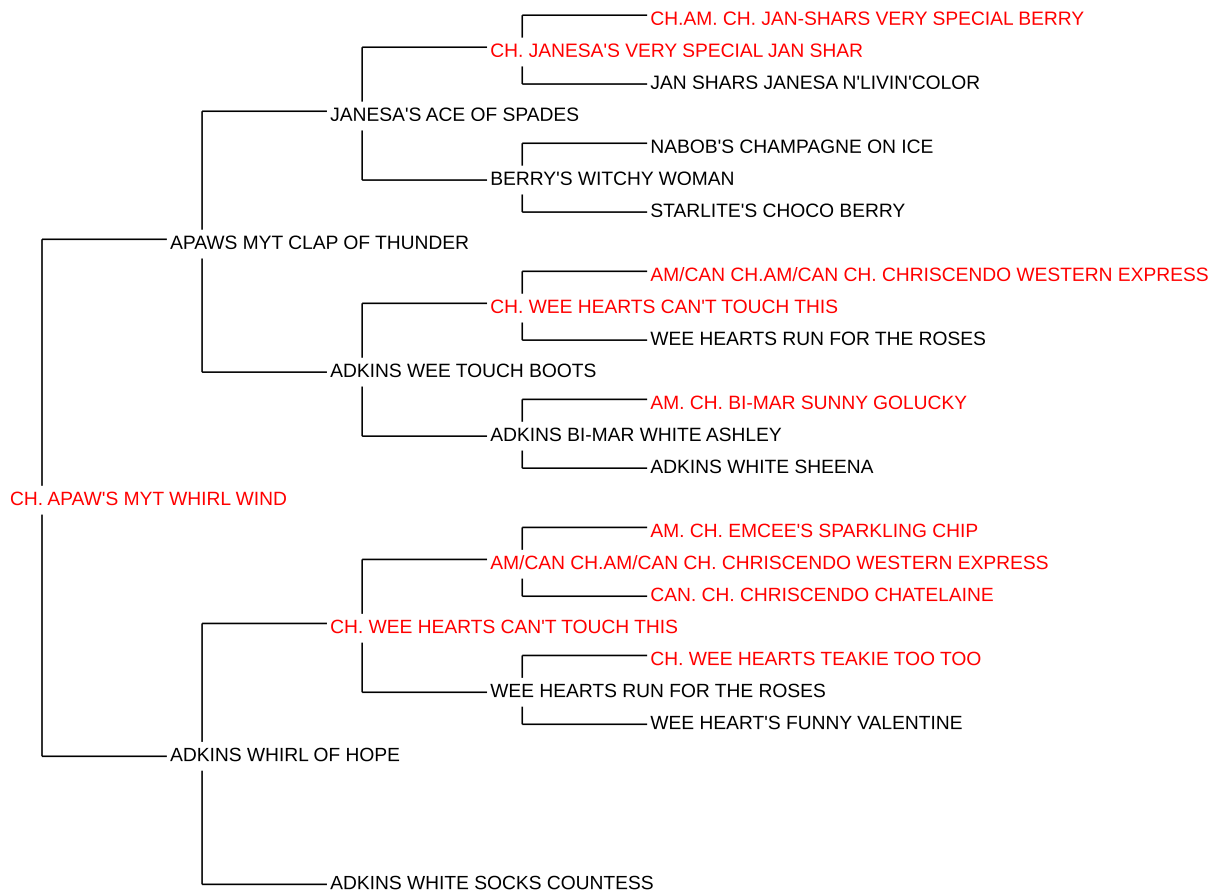 CH.AM. CH. JAN-SHARS VERY SPECIAL BERRY
CH. JANESA'S VERY SPECIAL JAN SHAR
JAN SHARS JANESA N'LIVIN'COLOR
JANESA'S ACE OF SPADES
NABOB'S CHAMPAGNE ON ICE
BERRY'S WITCHY WOMAN
STARLITE'S CHOCO BERRY
APAWS MYT CLAP OF THUNDER
AM/CAN CH.AM/CAN CH. CHRISCENDO WESTERN EXPRESS
CH. WEE HEARTS CAN'T TOUCH THIS
WEE HEARTS RUN FOR THE ROSES
ADKINS WEE TOUCH BOOTS
AM. CH. BI-MAR SUNNY GOLUCKY
ADKINS BI-MAR WHITE ASHLEY
ADKINS WHITE SHEENA
CH. APAW'S MYT WHIRL WIND
AM. CH. EMCEE'S SPARKLING CHIP
AM/CAN CH.AM/CAN CH. CHRISCENDO WESTERN EXPRESS
CAN. CH. CHRISCENDO CHATELAINE
CH. WEE HEARTS CAN'T TOUCH THIS
CH. WEE HEARTS TEAKIE TOO TOO
WEE HEARTS RUN FOR THE ROSES
WEE HEART'S FUNNY VALENTINE
ADKINS WHIRL OF HOPE
ADKINS WHITE SOCKS COUNTESS